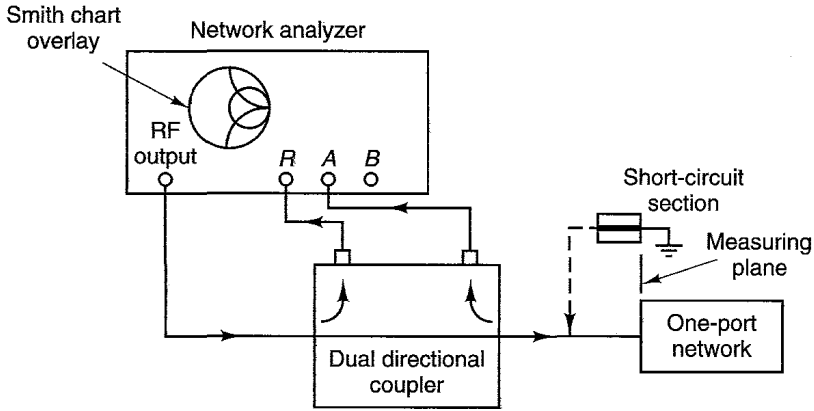 Smith chart
overlay
Network analyzer
RF
output
R
A
B
Short-circuit
section
Measuring
plane
One-port
network
Dual directional
coupler